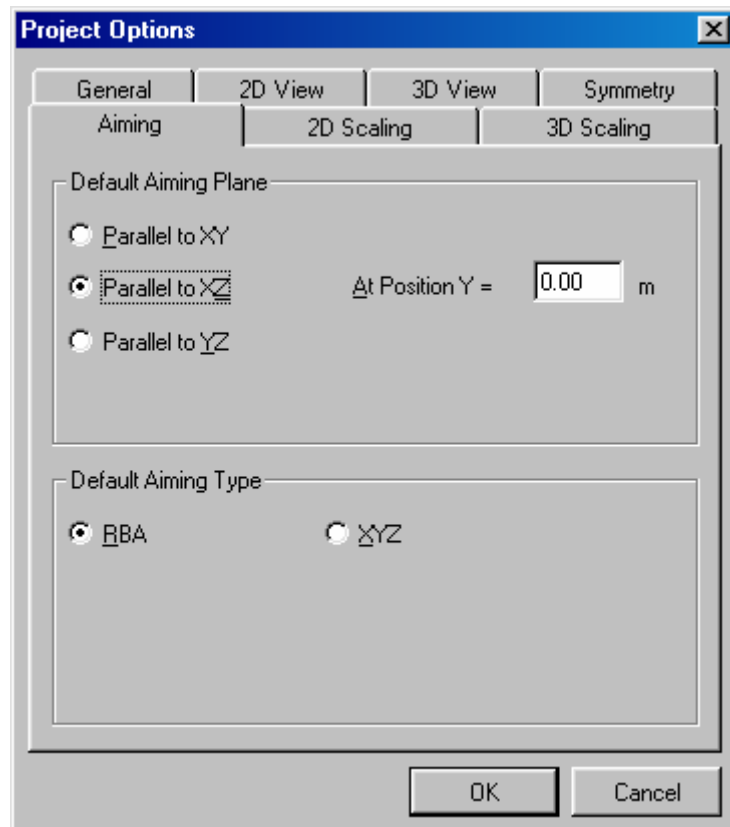 Project Options
General 2D View 3D View Symmetry
Aiming 2D Scaling 3D Scaling
Default Aiming Plane
Parallel to XY
Parallel to XZ At Position Y = 0.00 m
Parallel to YZ
Default Aiming Type
RBA XYZ
OK Cancel